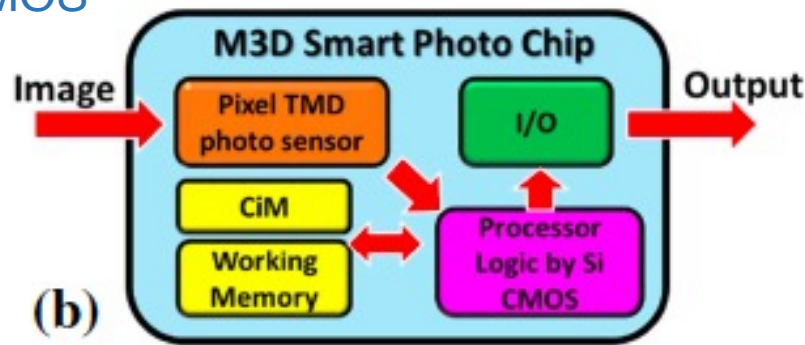 M3D Smart Photo Chip
Image
Pixel TMD
photo sensor
I/O
Output
CiM
Working
Memory
Processor
Logic by Si
CMOS
(b)